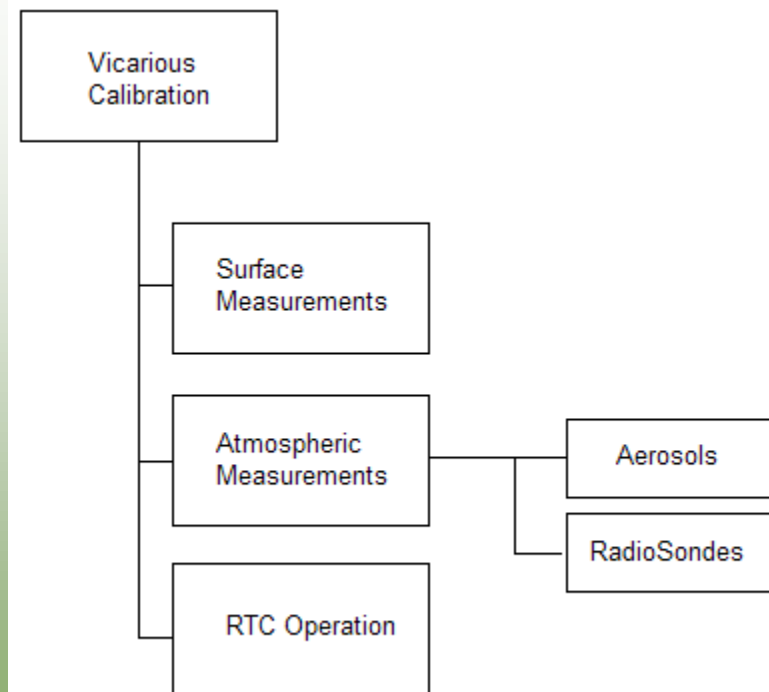 Vicarious
Calibration
Surface
Measurements
Atmospheric
Measurements
Aerosols
RadioSondes
RTC Operation